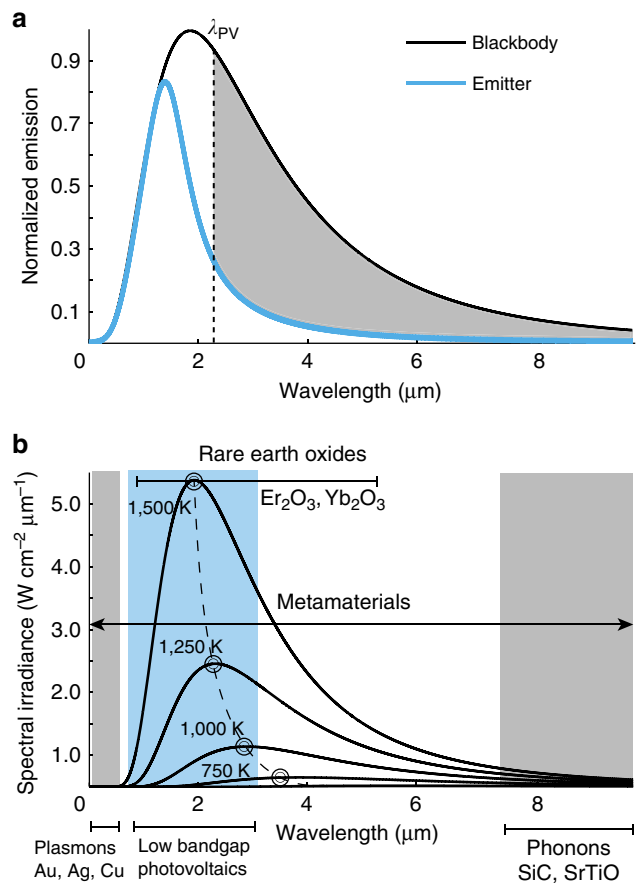 a
λPV
Blackbody
Emitter
Normalized emission
0.9
0.7
0.5
0.3
0.1
0 2 4 6 8
Wavelength (μm)
b
Rare earth oxides
Er2O3, Yb2O3
1,500 K
Metamaterials
1,250 K
1,000 K
750 K
Spectral irradiance (W cm−2 μm−1)
5.0
4.0
3.0
2.0
1.0
0 2 4 6 8
Wavelength (μm)
Plasmons
Au, Ag, Cu
Low bandgap
photovoltaics
Phonons
SiC, SrTiO